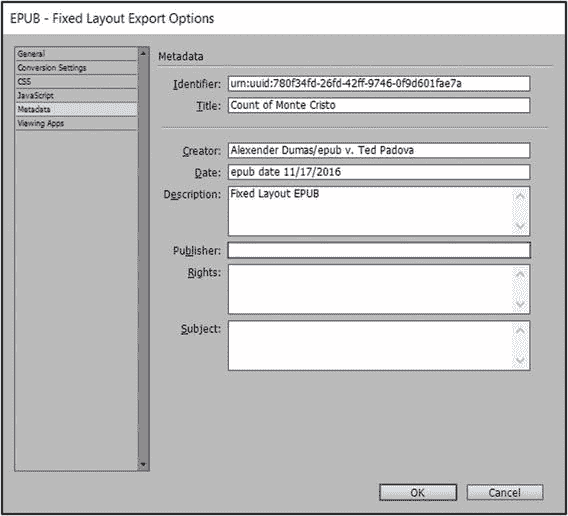 EPUB - Fixed Layout Export Options
General
Conversion Settings
CSS
JavaScript
Metadata
Viewing Apps
Metadata
Identifier: urn:uuid:780f34fd-26fd-42ff-9746-0f9d601fae7a
Title: Count of Monte Cristo
Creator: Alexender Dumas/epub v. Ted Padova
Date: epub date 11/17/2016
Description: Fixed Layout EPUB
Publisher:
Rights:
Subject:
OK Cancel